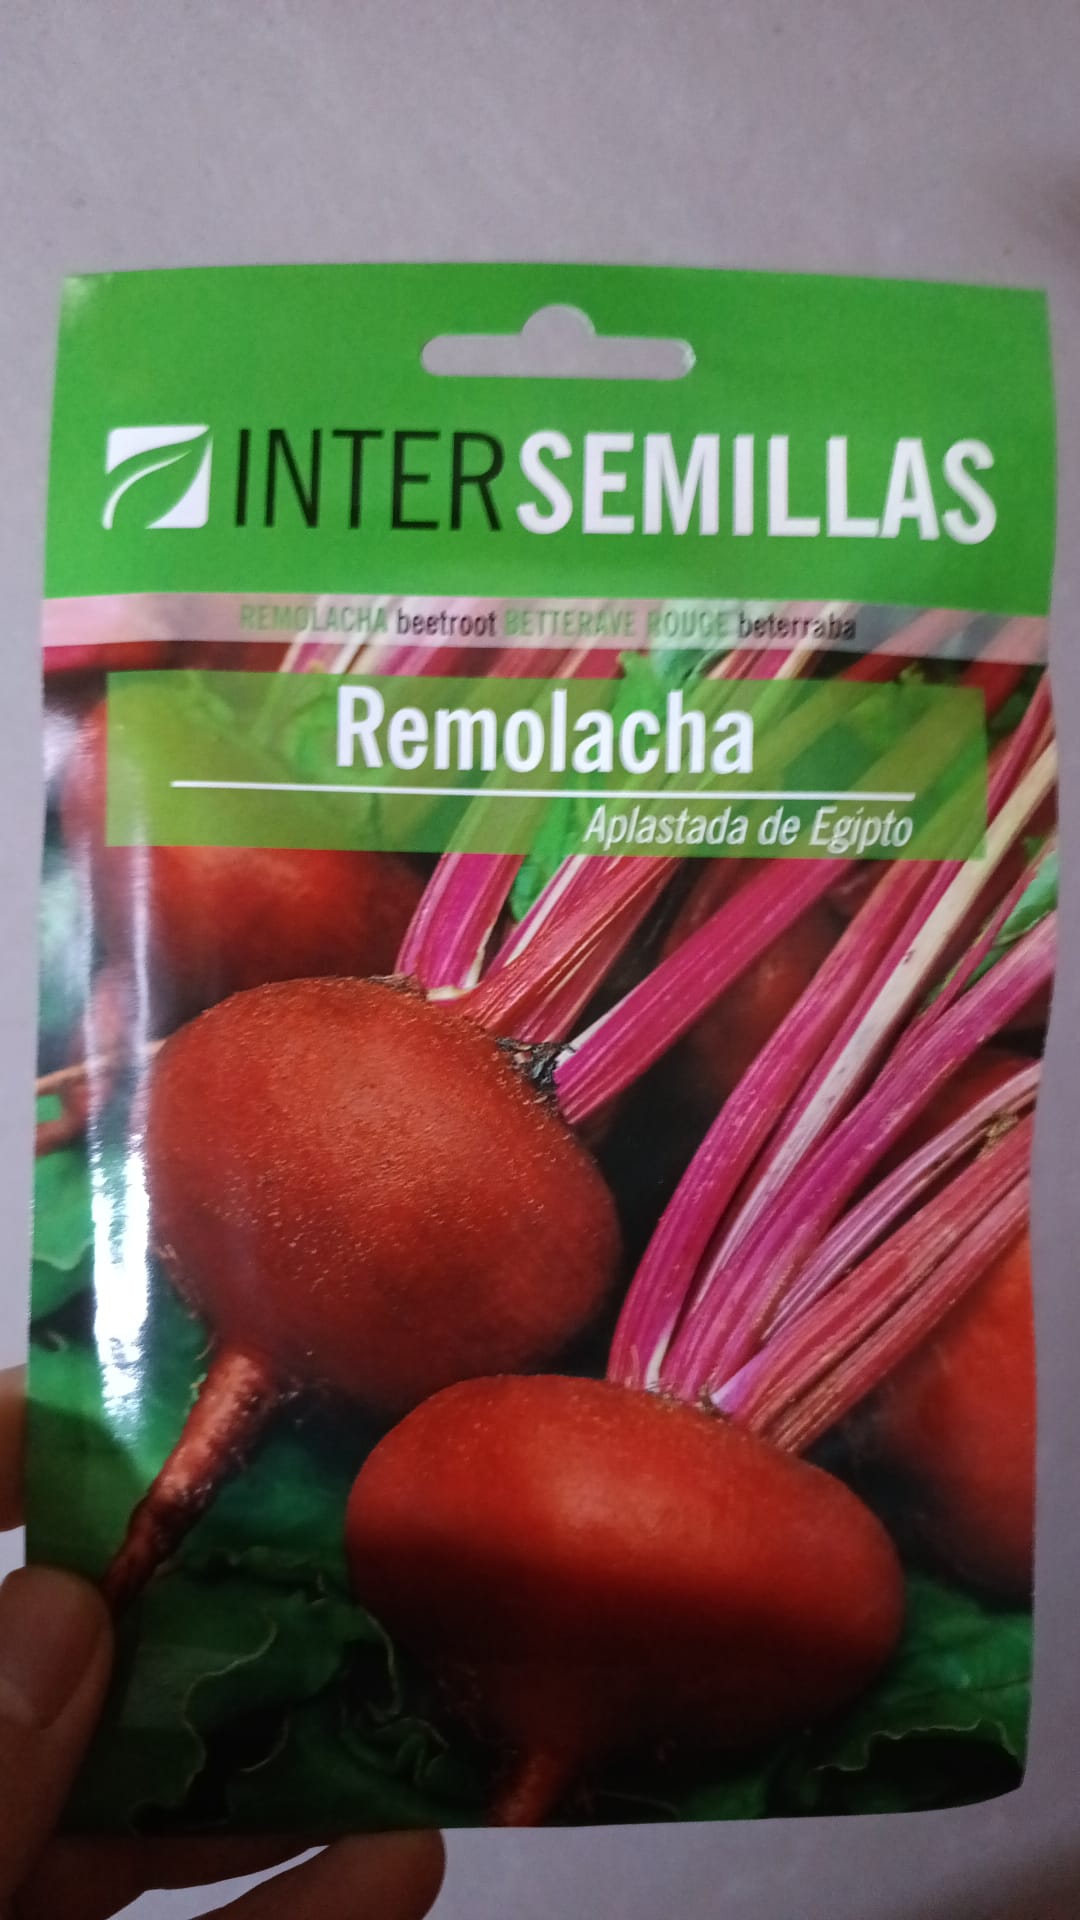 INTERSEMILLAS
REMOLACHA beetroot BETTERAVE ROUGE beterraba
Remolacha
Aplastada de Egipto